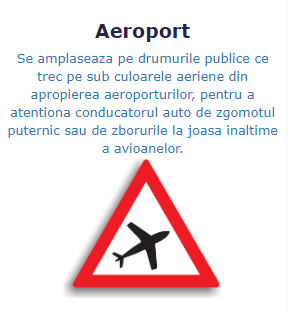 Aeroport
Se amplaseaza pe drumurile publice ce
trec pe sub culoarele aeriene din
apropierea aeroporturilor, pentru a
atentiona conducatorul auto de zgomotul
puternic sau de zborurile la joasa inaltime
a avioanelor.